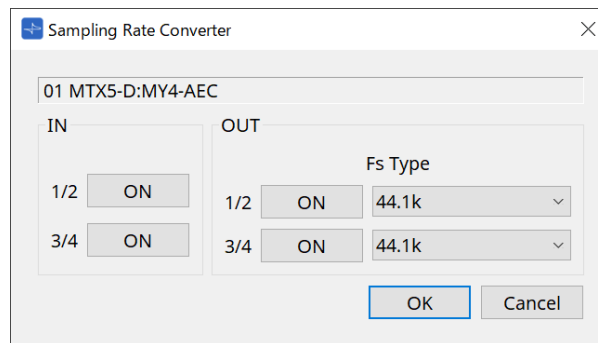 Sampling Rate Converter
01 MTX5-D:MY4-AEC
IN
1/2 ON
3/4 ON
OUT
Fs Type
1/2 ON 44.1k
3/4 ON 44.1k
OK Cancel